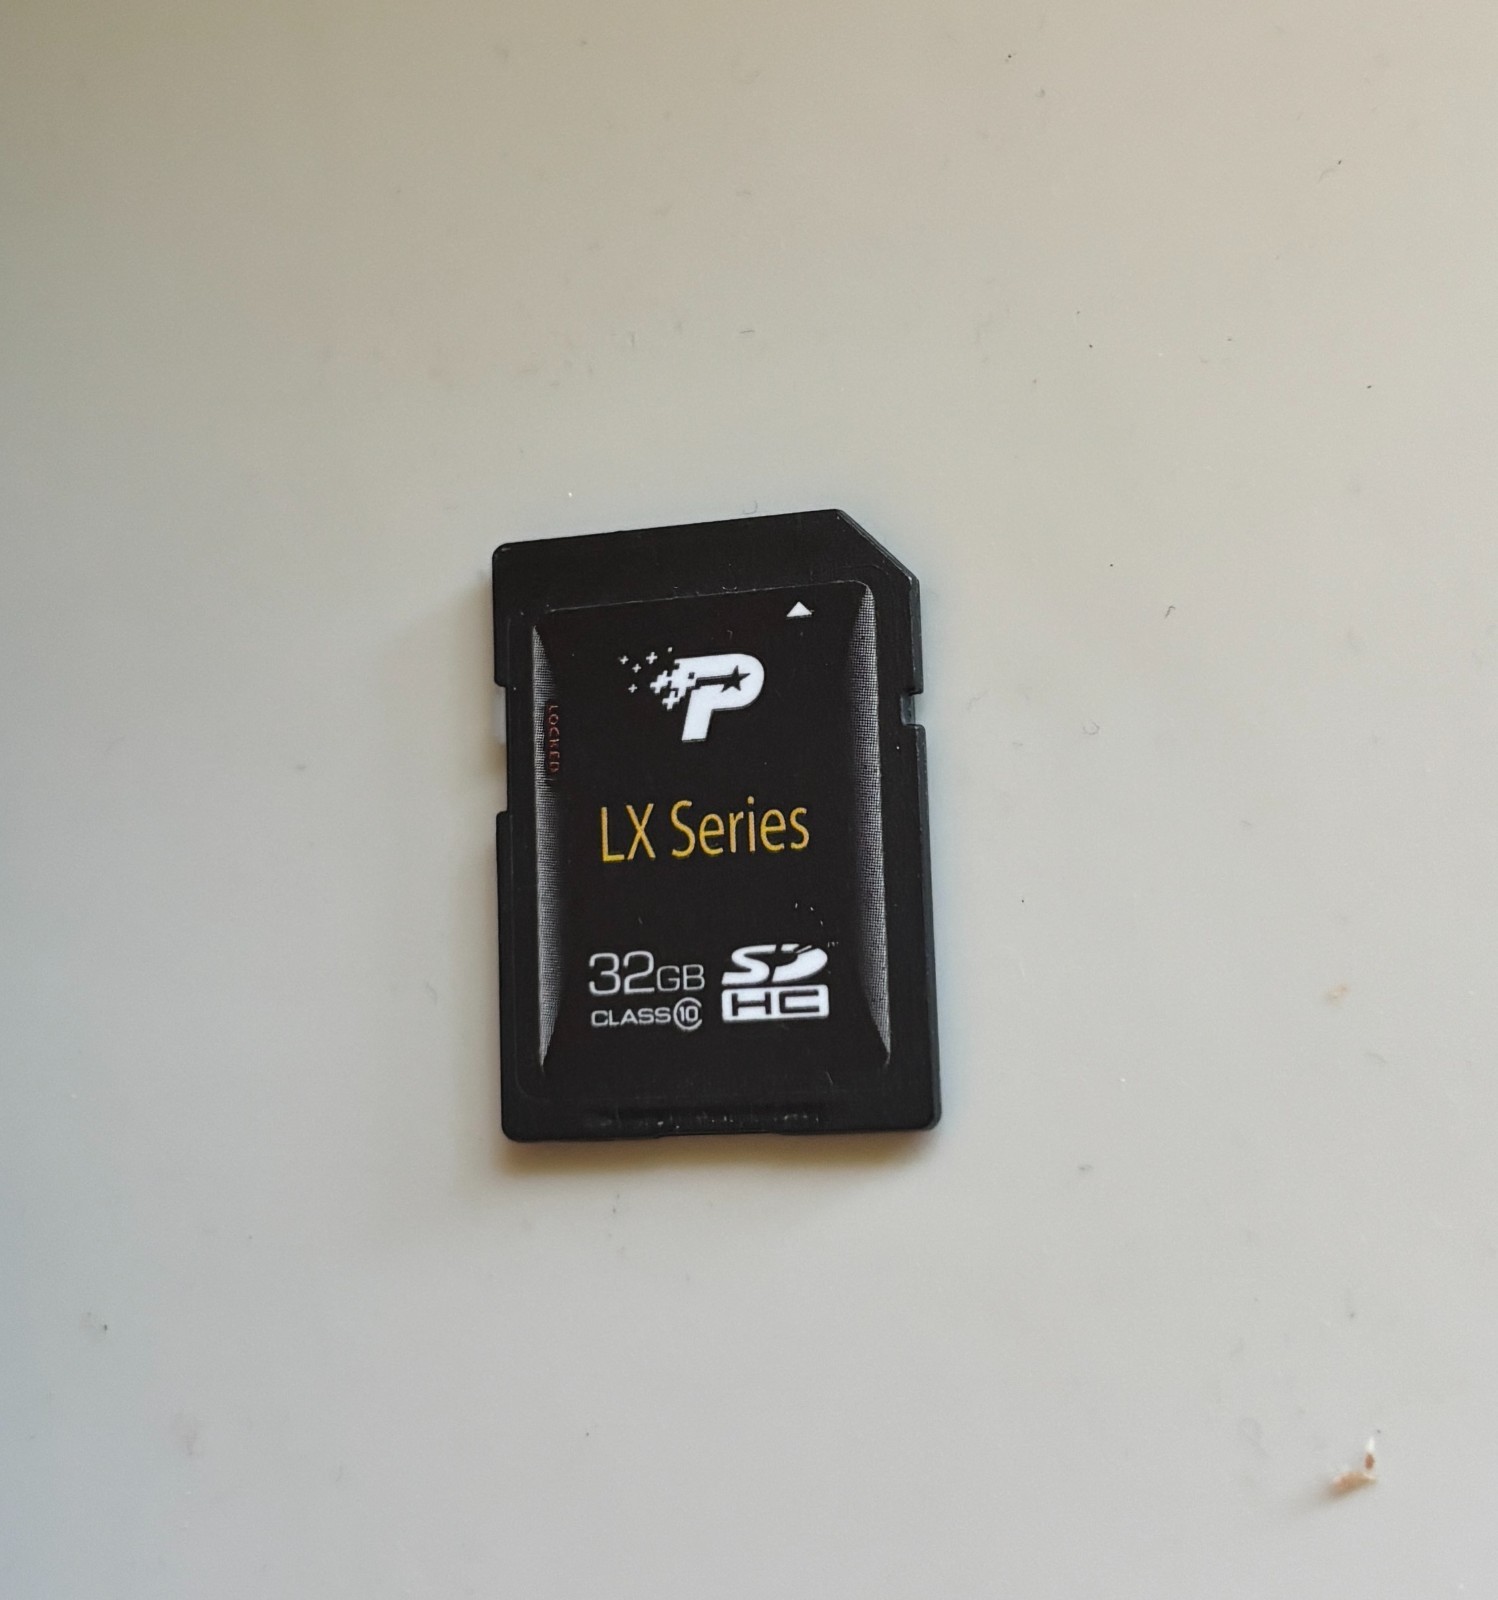 P
LOCKED
LX Series
32GB
CLASS 10
SD
HC